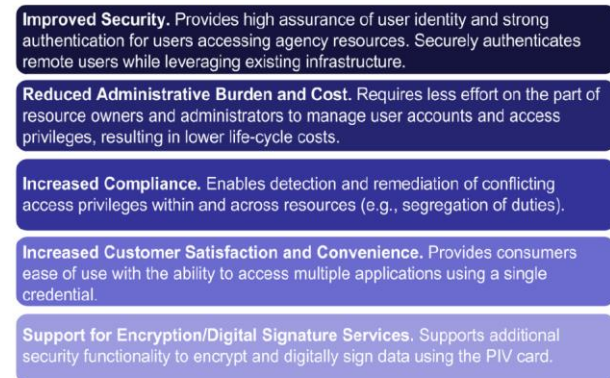 Improved Security. Provides high assurance of user identity and strong
authentication for users accessing agency resources. Securely authenticates
remote users while leveraging existing infrastructure.
Reduced Administrative Burden and Cost. Requires less effort on the part of
resource owners and administrators to manage user accounts and access
privileges, resulting in lower life-cycle costs.
Increased Compliance. Enables detection and remediation of conflicting
access privileges within and across resources (e.g., segregation of duties).
Increased Customer Satisfaction and Convenience. Provides consumers
ease of use with the ability to access multiple applications using a single
credential.
Support for Encryption/Digital Signature Services. Supports additional
security functionality to encrypt and digitally sign data using the PIV card.